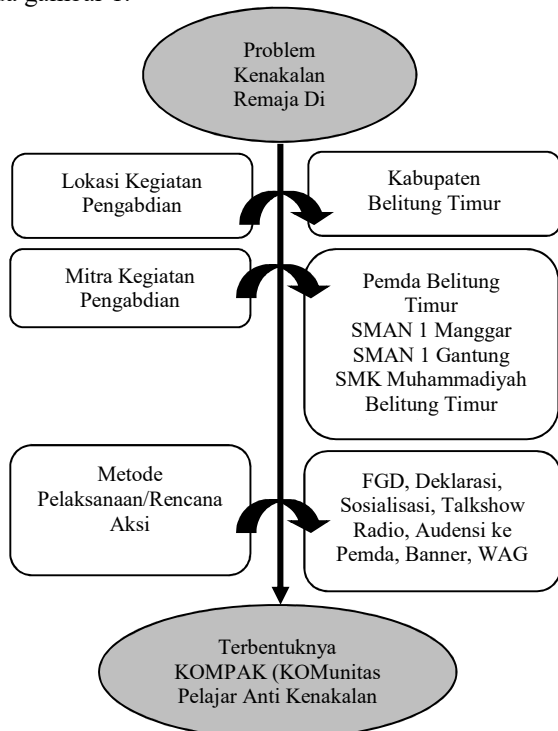 Problem
Kenakalan
Remaja Di
Lokasi Kegiatan
Pengabdian
Kabupaten
Belitung Timur
Mitra Kegiatan
Pengabdian
Pemda Belitung
Timur
SMAN 1 Manggar
SMAN 1 Gantung
SMK Muhammadiyah
Belitung Timur
Metode
Pelaksanaan/Rencana
Aksi
FGD, Deklarasi,
Sosialisasi, Talkshow
Radio, Audensi ke
Pemda, Banner, WAG
Terbentuknya
KOMPAK (KOMunitas
Pelajar Anti Kenakalan